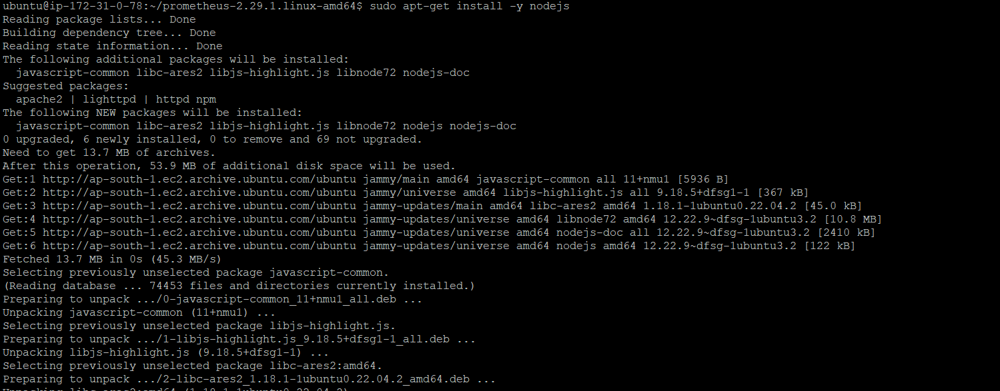 ubuntu@ip-172-31-0-78:~/prometheus-2.29.1.linux-amd64$ sudo apt-get install -y nodejs
Reading package lists... Done
Building dependency tree... Done
Reading state information... Done
The following additional packages will be installed:
  javascript-common libc-ares2 libjs-highlight.js libnode72 nodejs-doc
Suggested packages:
  apache2 | lighttpd | httpd npm
The following NEW packages will be installed:
  javascript-common libc-ares2 libjs-highlight.js libnode72 nodejs nodejs-doc
0 upgraded, 6 newly installed, 0 to remove and 69 not upgraded.
Need to get 13.7 MB of archives.
After this operation, 53.9 MB of additional disk space will be used.
Get:1 http://ap-south-1.ec2.archive.ubuntu.com/ubuntu jammy/main amd64 javascript-common all 11+nmu1 [5936 B]
Get:2 http://ap-south-1.ec2.archive.ubuntu.com/ubuntu jammy/universe amd64 libjs-highlight.js all 9.18.5+dfsg1-1 [367 kB]
Get:3 http://ap-south-1.ec2.archive.ubuntu.com/ubuntu jammy-updates/main amd64 libc-ares2 amd64 1.18.1-1ubuntu0.22.04.2 [45.0 kB]
Get:4 http://ap-south-1.ec2.archive.ubuntu.com/ubuntu jammy-updates/universe amd64 libnode72 amd64 12.22.9~dfsg-1ubuntu3.2 [10.8 MB]
Get:5 http://ap-south-1.ec2.archive.ubuntu.com/ubuntu jammy-updates/universe amd64 nodejs-doc all 12.22.9~dfsg-1ubuntu3.2 [2410 kB]
Get:6 http://ap-south-1.ec2.archive.ubuntu.com/ubuntu jammy-updates/universe amd64 nodejs amd64 12.22.9~dfsg-1ubuntu3.2 [122 kB]
Fetched 13.7 MB in 0s (45.3 MB/s)
Selecting previously unselected package javascript-common.
(Reading database ... 74453 files and directories currently installed.)
Preparing to unpack .../0-javascript-common_11+nmu1_all.deb ...
Unpacking javascript-common (11+nmu1) ...
Selecting previously unselected package libjs-highlight.js.
Preparing to unpack .../1-libjs-highlight.js_9.18.5+dfsg1-1_all.deb ...
Unpacking libjs-highlight.js (9.18.5+dfsg1-1) ...
Selecting previously unselected package libc-ares2:amd64.
Preparing to unpack .../2-libc-ares2_1.18.1-1ubuntu0.22.04.2_amd64.deb ...